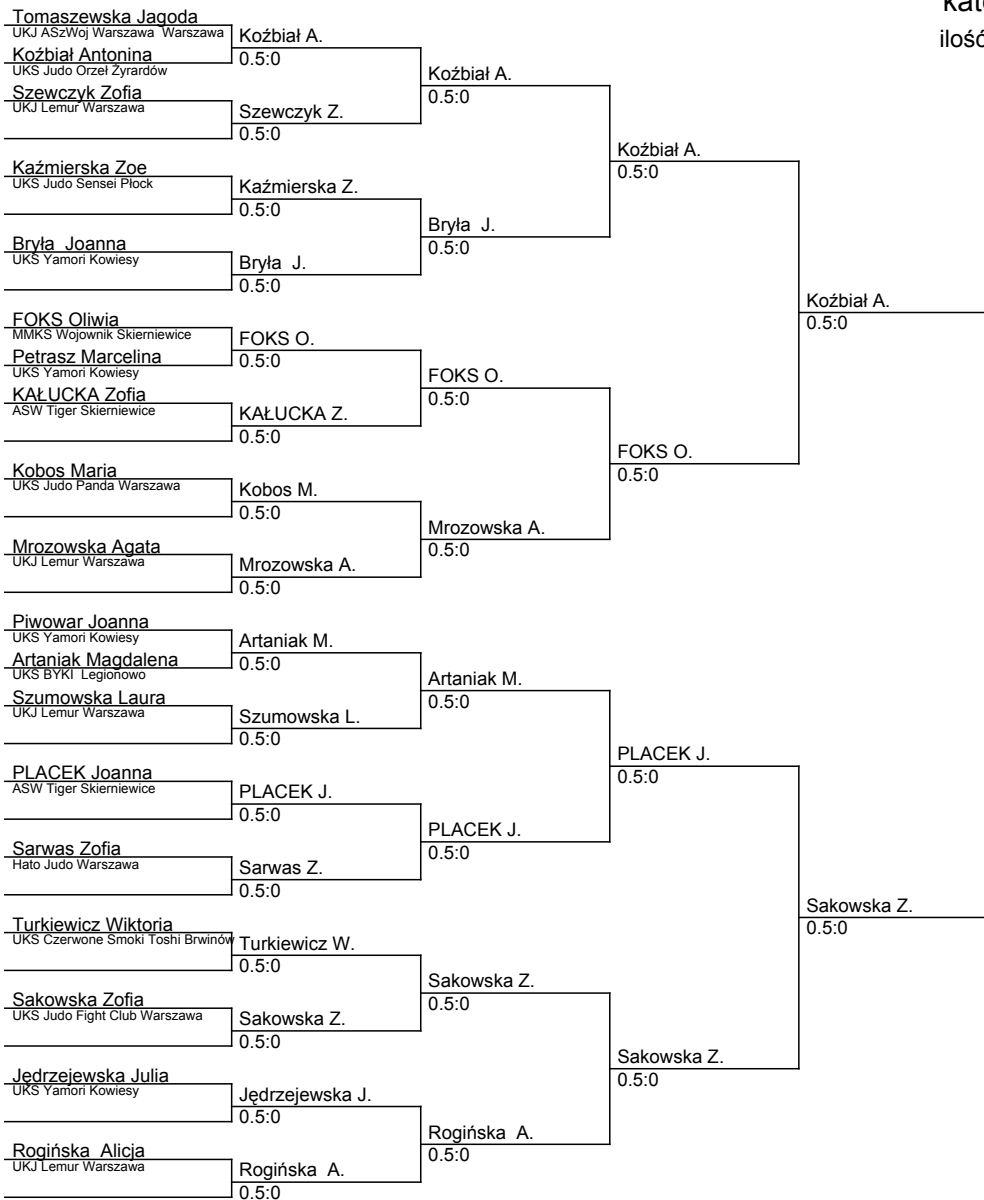 kat
ilość
Tomaszewska Jagoda
UKJ ASzWoj Warszawa Warszawa
Koźbiał Antonina
UKS Judo Orzeł Żyrardów
Szewczyk Zofia
UKJ Lemur Warszawa
Kaźmierska Zoe
UKS Judo Sensei Płock
Bryła Joanna
UKS Yamori Kowiesy
FOKS Oliwia
MMKS Wojownik Skierniewice
Petrasz Marcelina
UKS Yamori Kowiesy
KAŁUCKA Zofia
ASW Tiger Skierniewice
Kobos Maria
UKS Judo Panda Warszawa
Mrozowska Agata
UKJ Lemur Warszawa
Piwowar Joanna
UKS Yamori Kowiesy
Artaniak Magdalena
UKS BYKI Legionowo
Szumowska Laura
UKJ Lemur Warszawa
PLACEK Joanna
ASW Tiger Skierniewice
Sarwas Zofia
Hato Judo Warszawa
Turkiewicz Wiktoria
UKS Czerwone Smoki Toshi Brwinów
Sakowska Zofia
UKS Judo Fight Club Warszawa
Jędrzejewska Julia
UKS Yamori Kowiesy
Rogińska Alicja
UKJ Lemur Warszawa
Koźbiał A.
0.5:0
Szewczyk Z.
0.5:0
Kaźmierska Z.
0.5:0
Bryła J.
0.5:0
FOKS O.
0.5:0
KAŁUCKA Z.
0.5:0
Kobos M.
0.5:0
Mrozowska A.
0.5:0
Artaniak M.
0.5:0
Szumowska L.
0.5:0
PLACEK J.
0.5:0
Sarwas Z.
0.5:0
Turkiewicz W.
0.5:0
Sakowska Z.
0.5:0
Jędrzejewska J.
0.5:0
Rogińska A.
0.5:0
Koźbiał A.
0.5:0
Bryła J.
0.5:0
FOKS O.
0.5:0
Mrozowska A.
0.5:0
Artaniak M.
0.5:0
PLACEK J.
0.5:0
Sakowska Z.
0.5:0
Rogińska A.
0.5:0
Koźbiał A.
0.5:0
FOKS O.
0.5:0
PLACEK J.
0.5:0
Sakowska Z.
0.5:0
Koźbiał A.
0.5:0
Sakowska Z.
0.5:0